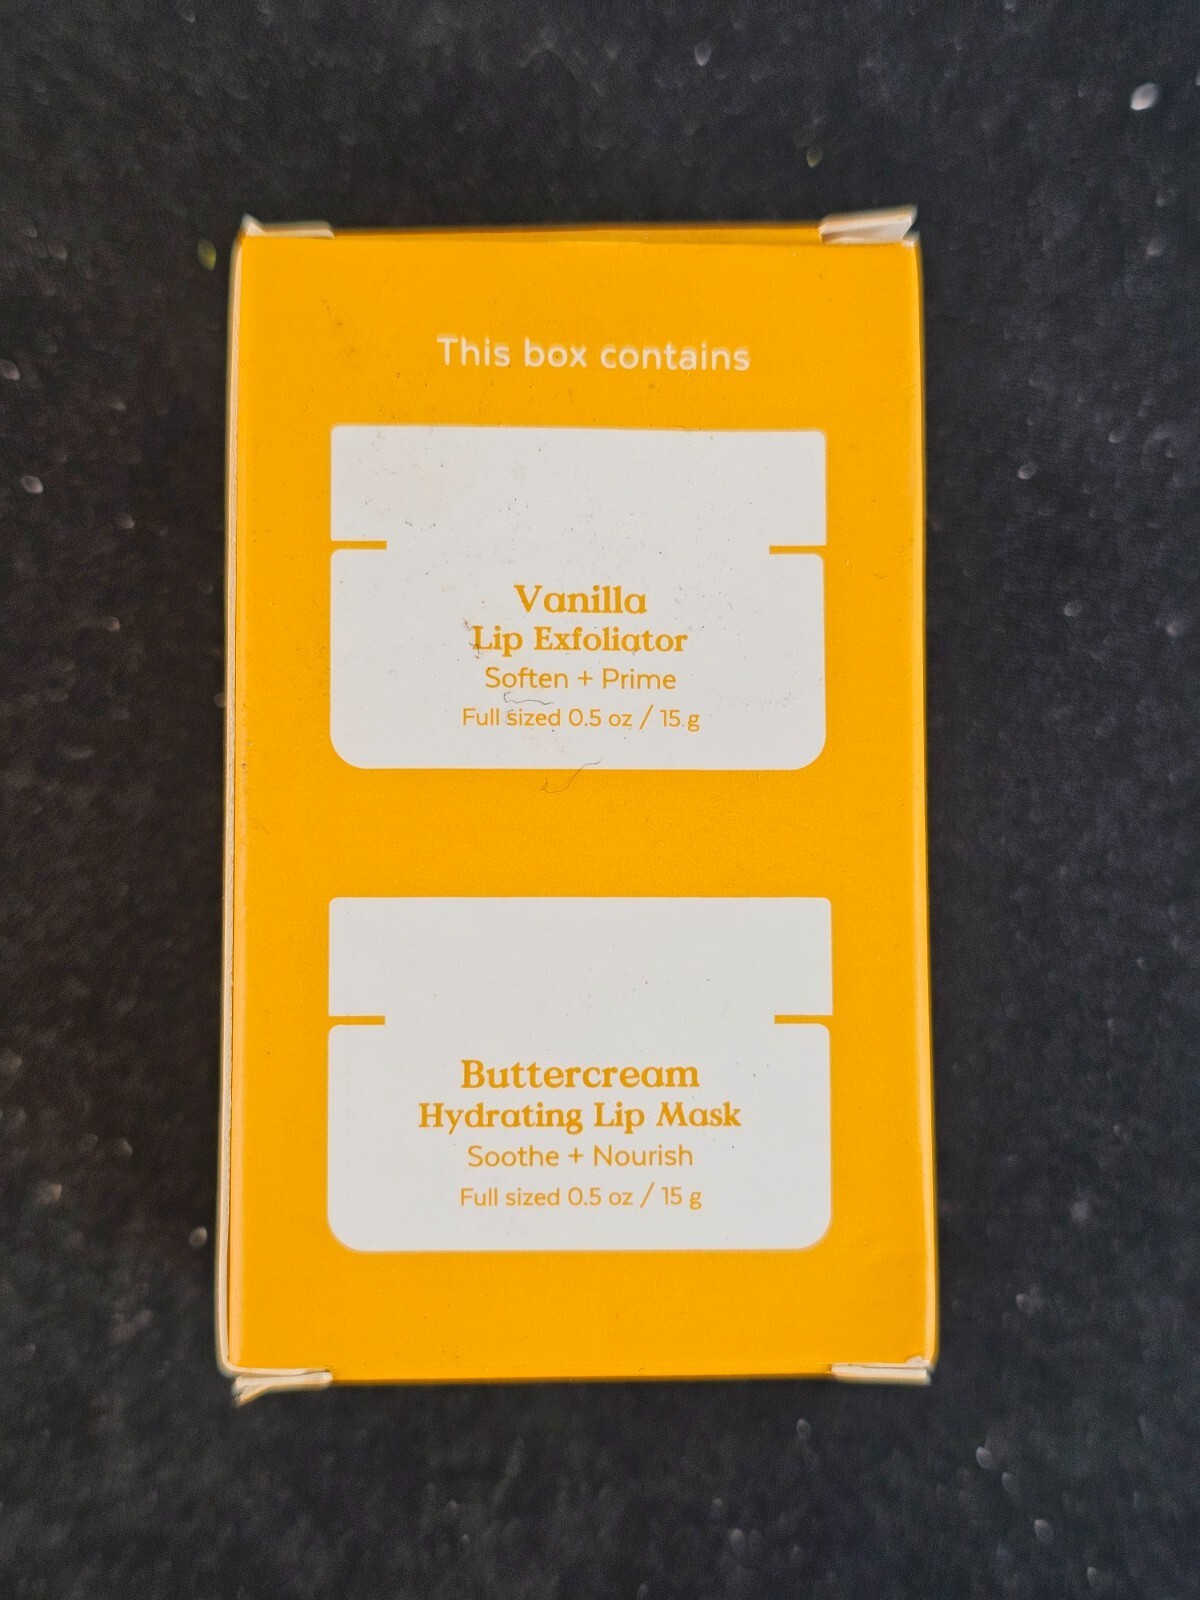 This box contains
Vanilla
Lip Exfoliator
Soften + Prime
Full sized 0.5 oz / 15 g
Buttercream
Hydrating Lip Mask
Soothe + Nourish
Full sized 0.5 oz / 15 g